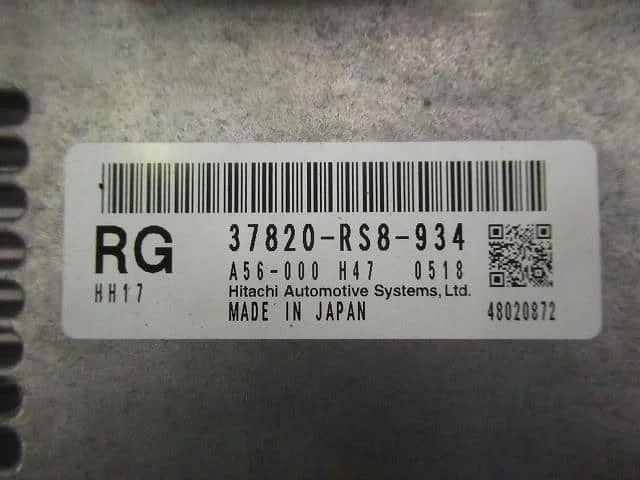 RG
HH17
37820-RS8-934
A56-000 H47 0518
Hitachi Automotive Systems, Ltd.
MADE IN JAPAN
48020872